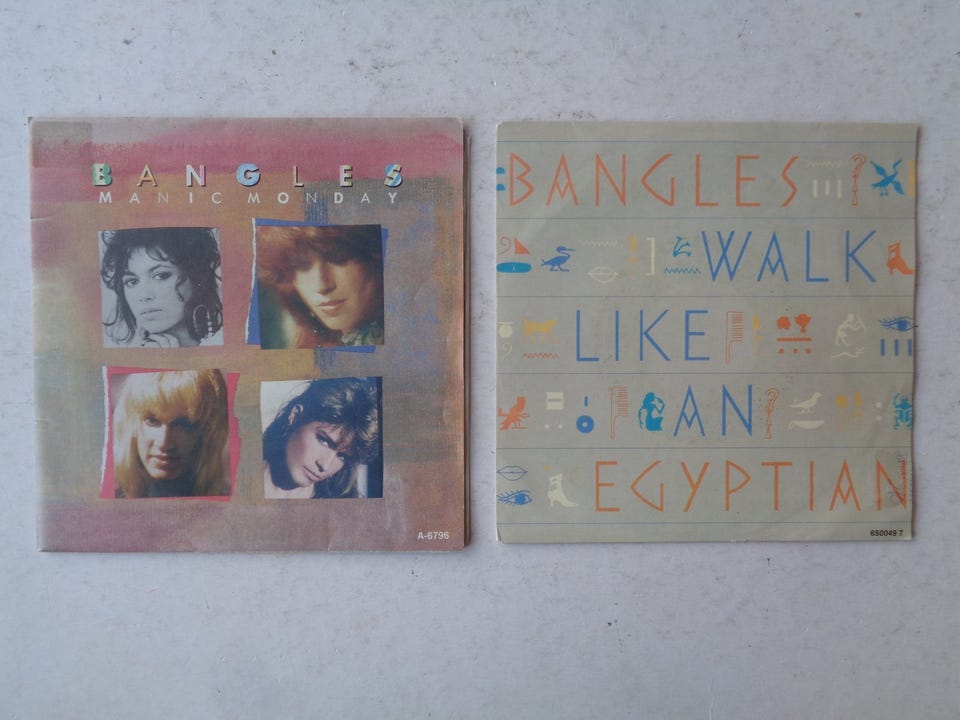 BANGLES
MANIC MONDAY
A-6796
BANGLES
WALK
LIKE
AN
EGYPTIAN
650049 7